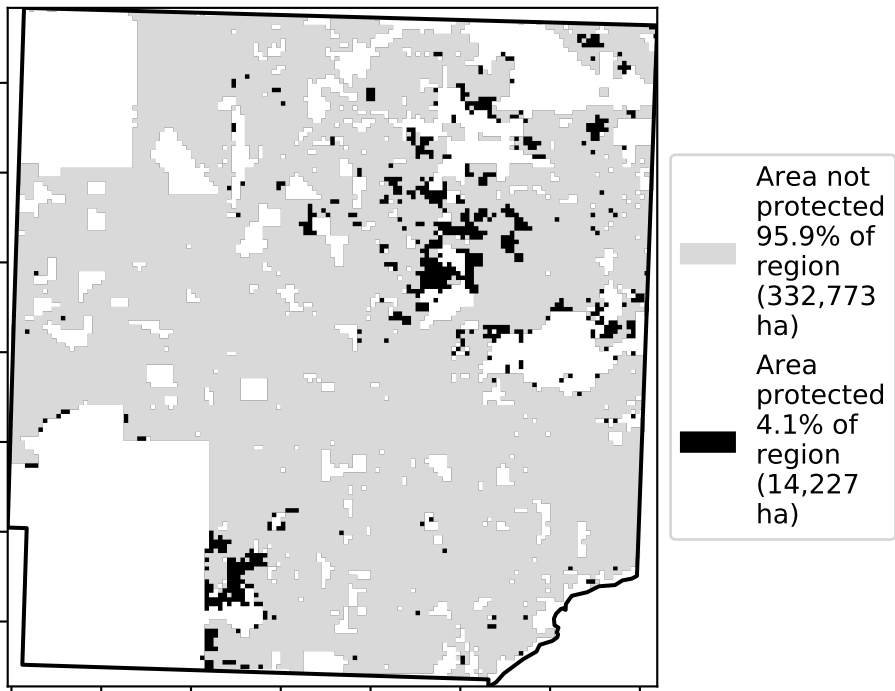 Area not
protected
95.9% of
region
(332,773
ha)
Area
protected
4.1% of
region
(14,227
ha)